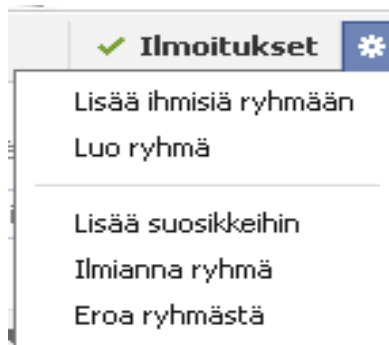 Ilmoitukset
Lisää ihmisiä ryhmään
Luo ryhmä
Lisää suosikkeihin
Ilmianna ryhmä
Eroa ryhmästä